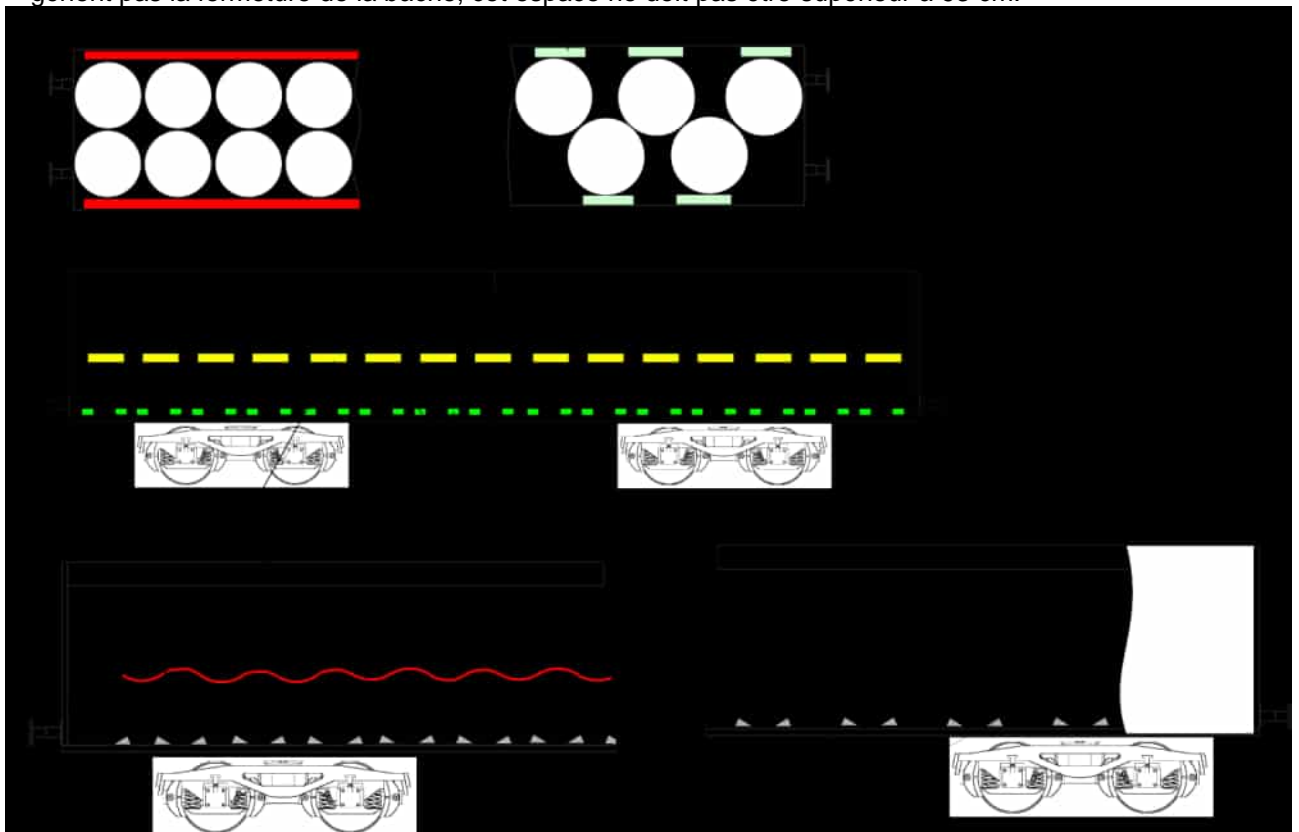 gênent pas la fermeture de la bâche, cet espace ne doit pas être supérieur à